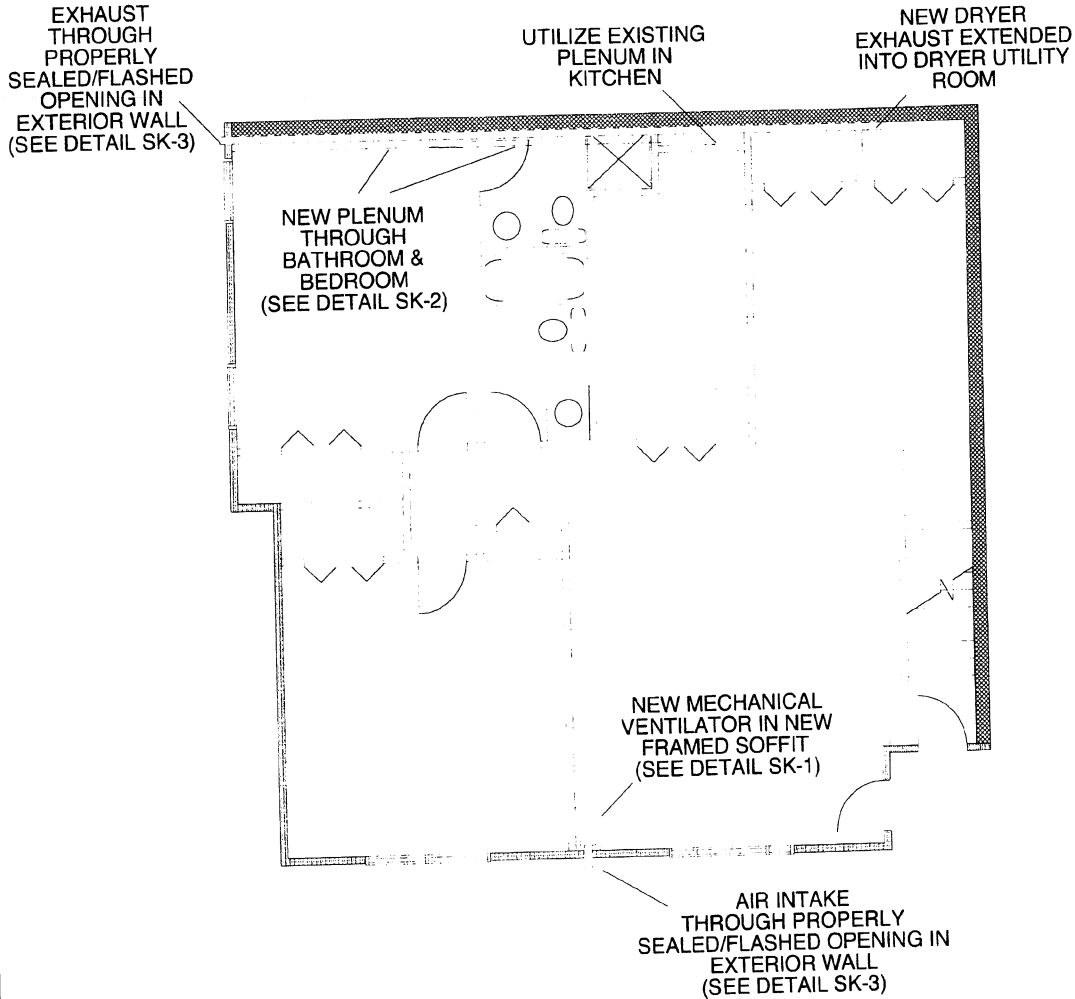 EXHAUST
THROUGH
PROPERLY
SEALED/FLASHED
OPENING IN
EXTERIOR WALL
(SEE DETAIL SK-3)
UTILIZE EXISTING
PLENUM IN
KITCHEN
NEW DRYER
EXHAUST EXTENDED
INTO DRYER UTILITY
ROOM
NEW PLENUM
THROUGH
BATHROOM &
BEDROOM
(SEE DETAIL SK-2)
NEW MECHANICAL
VENTILATOR IN NEW
FRAMED SOFFIT
(SEE DETAIL SK-1)
AIR INTAKE
THROUGH PROPERLY
SEALED/FLASHED OPENING IN
EXTERIOR WALL
(SEE DETAIL SK-3)